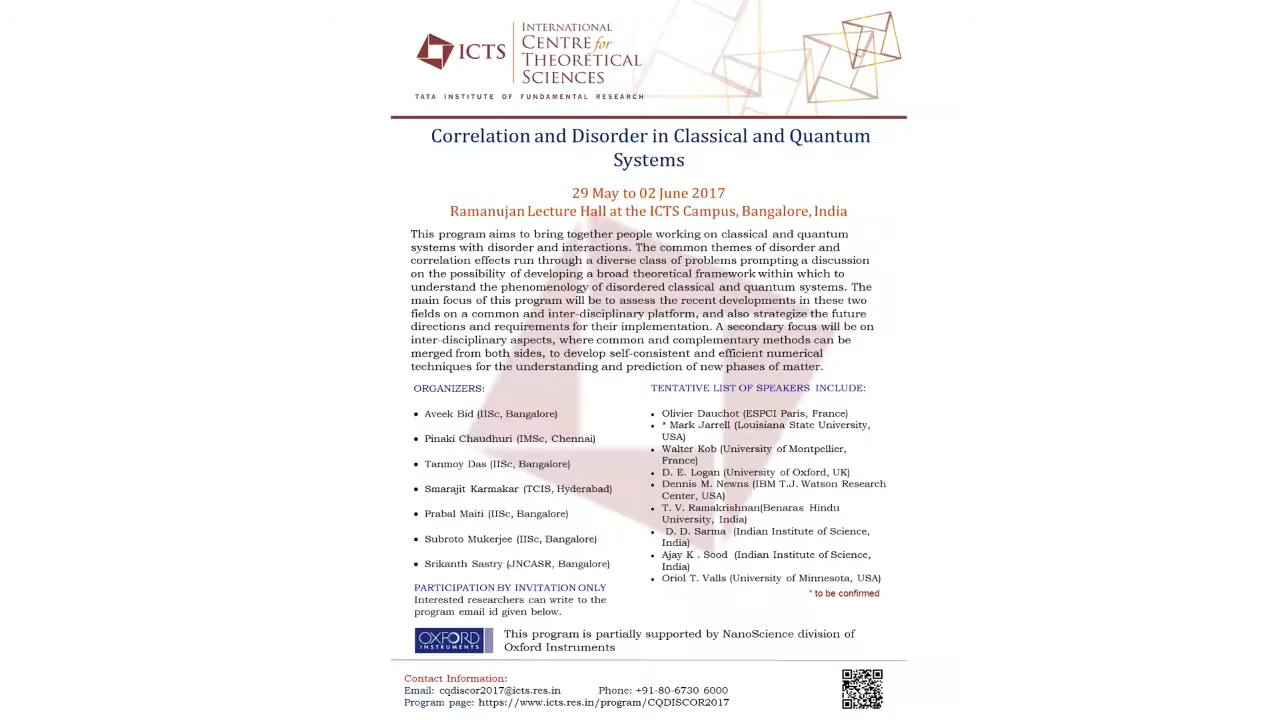 ICTS
INTERNATIONAL
CENTRE for
THEORETICAL
SCIENCES
TATA INSTITUTE OF FUNDAMENTAL RESEARCH
Correlation and Disorder in Classical and Quantum
Systems
29 May to 02 June 2017
Ramanujan Lecture Hall at the ICTS Campus, Bangalore, India
This program aims to bring together people working on classical and quantum
systems with disorder and interactions. The common themes of disorder and
correlation effects run through a diverse class of problems prompting a discussion
on the possibility of developing a broad theoretical framework within which to
understand the phenomenology of disordered classical and quantum systems. The
main focus of this program will be to assess the recent developments in these two
fields on a common and inter-disciplinary platform, and also strategize the future
directions and requirements for their implementation. A secondary focus will be on
inter-disciplinary aspects, where common and complementary methods can be
merged from both sides, to develop self-consistent and efficient numerical
techniques for the understanding and prediction of new phases of matter.
ORGANIZERS:
• Aveek Bid (IISc, Bangalore)
• Pinaki Chaudhuri (IMSc, Chennai)
• Tanmoy Das (IISc, Bangalore)
• Smarajit Karmakar (TCIS, Hyderabad)
• Prabal Maiti (IISc, Bangalore)
• Subroto Mukerjee (IISc, Bangalore)
• Srikanth Sastry (JNCASR, Bangalore)
PARTICIPATION BY INVITATION ONLY
Interested researchers can write to the
program email id given below.
TENTATIVE LIST OF SPEAKERS INCLUDE:
• Olivier Dauchot (ESPCI Paris, France)
• * Mark Jarrell (Louisiana State University,
USA)
• Walter Kob (University of Montpellier,
France)
• D. E. Logan (University of Oxford, UK)
• Dennis M. Newns (IBM T.J. Watson Research
Center, USA)
• T. V. Ramakrishnan(Benaras Hindu
University, India)
• D. D. Sarma (Indian Institute of Science,
India)
• Ajay K . Sood (Indian Institute of Science,
India)
• Oriol T. Valls (University of Minnesota, USA)
* to be confirmed
OXFORD
INSTRUMENTS
This program is partially supported by NanoScience division of
Oxford Instruments
Contact Information:
Email: cqdiscor2017@icts.res.in Phone: +91-80-6730 6000
Program page: https://www.icts.res.in/program/CQDISCOR2017